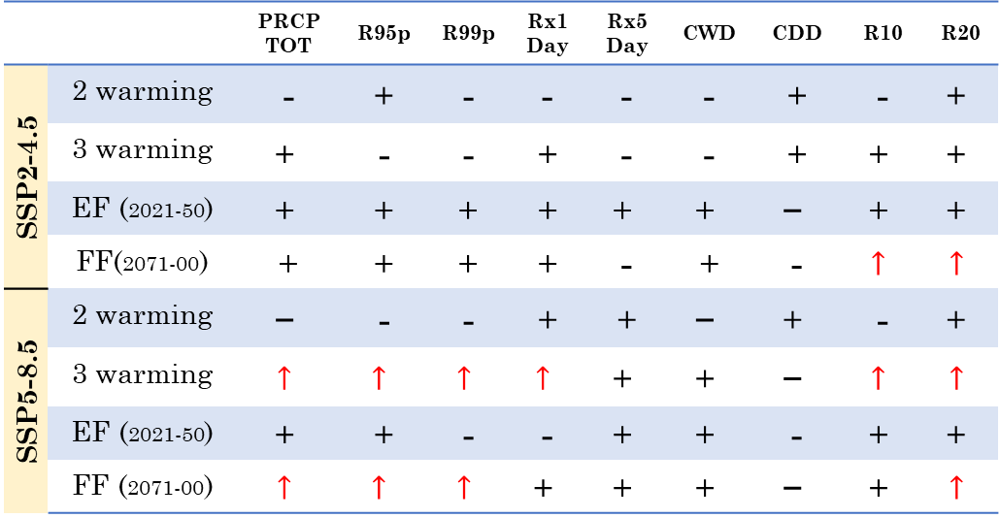 PRCP TOT R95p R99p Rx1 Day Rx5 Day CWD CDD R10 R20
SSP2-4.5
2 warming - + - - - - + - +
3 warming + - - + - - + + +
EF (2021-50) + + + + + + − + +
FF(2071-00) + + + + - + - ↑ ↑
SSP5-8.5
2 warming − - - + + − + - +
3 warming ↑ ↑ ↑ ↑ + + − ↑ ↑
EF (2021-50) + + - - + + - + +
FF (2071-00) ↑ ↑ ↑ + + + − + ↑